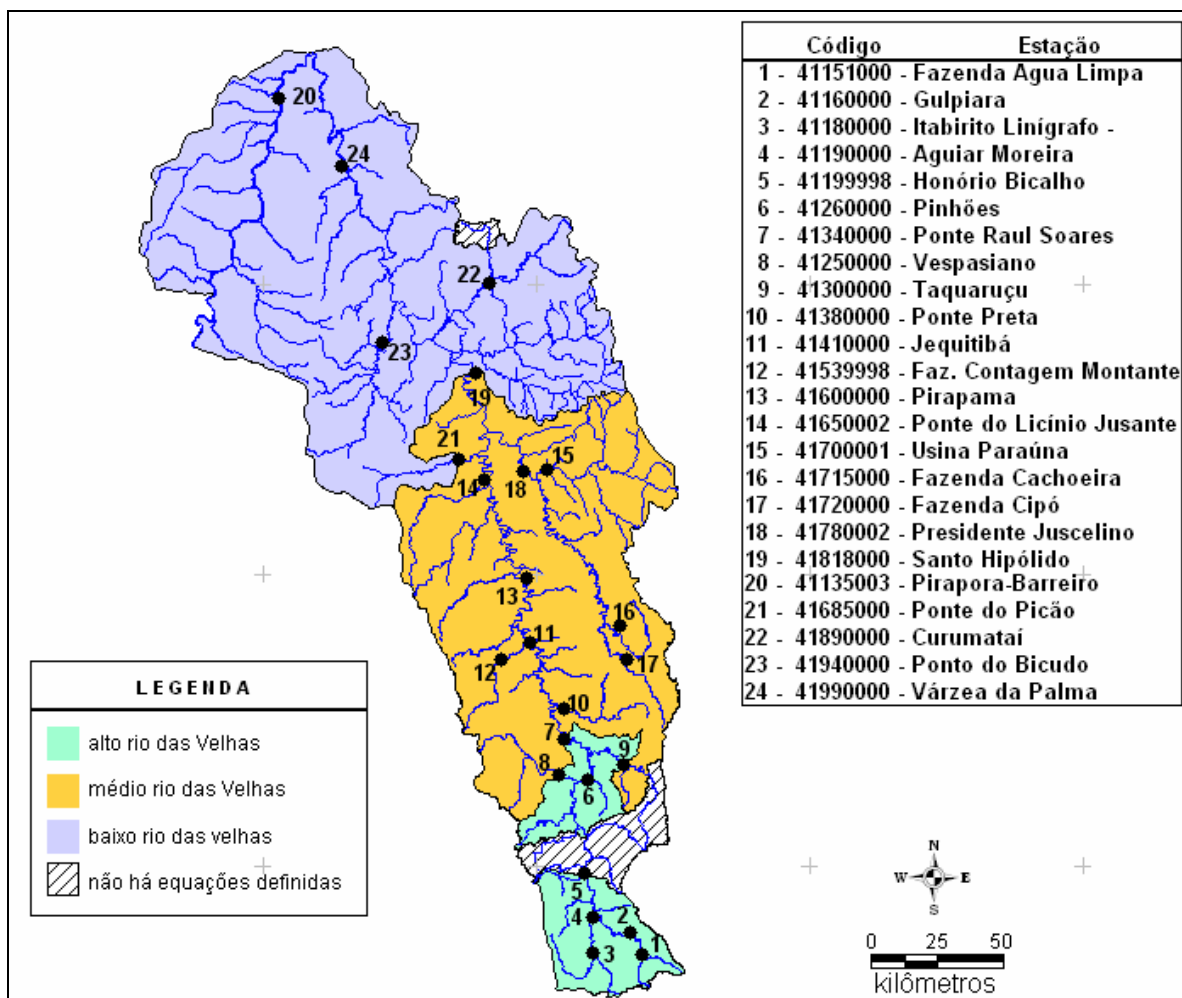 Código Estação
1 - 41151000 - Fazenda Agua Limpa
2 - 41160000 - Gulpiara
3 - 41180000 - Itabirito Linígrafo -
4 - 41190000 - Aguiar Moreira
5 - 41199998 - Honório Bicalho
6 - 41260000 - Pinhões
7 - 41340000 - Ponte Raul Soares
8 - 41250000 - Vespasiano
9 - 41300000 - Taquaruçu
10 - 41380000 - Ponte Preta
11 - 41410000 - Jequitibá
12 - 41539998 - Faz. Contagem Montante
13 - 41600000 - Pirapama
14 - 41650002 - Ponte do Licínio Jusante
15 - 41700001 - Usina Paraúna
16 - 41715000 - Fazenda Cachoeira
17 - 41720000 - Fazenda Cipó
18 - 41780002 - Presidente Juscelino
19 - 41818000 - Santo Hipólido
20 - 41135003 - Pirapora-Barreiro
21 - 41685000 - Ponte do Picão
22 - 41890000 - Curumataí
23 - 41940000 - Ponto do Bicudo
24 - 41990000 - Várzea da Palma
20
24
22
23
19
21
15
14
18
13
16
11
12
17
10
7
9
8
6
5
4
2
3
1
LEGENDA
alto rio das Velhas
médio rio das Velhas
baixo rio das velhas
não há equações definidas
N
W E
S
0 25 50
kilômetros